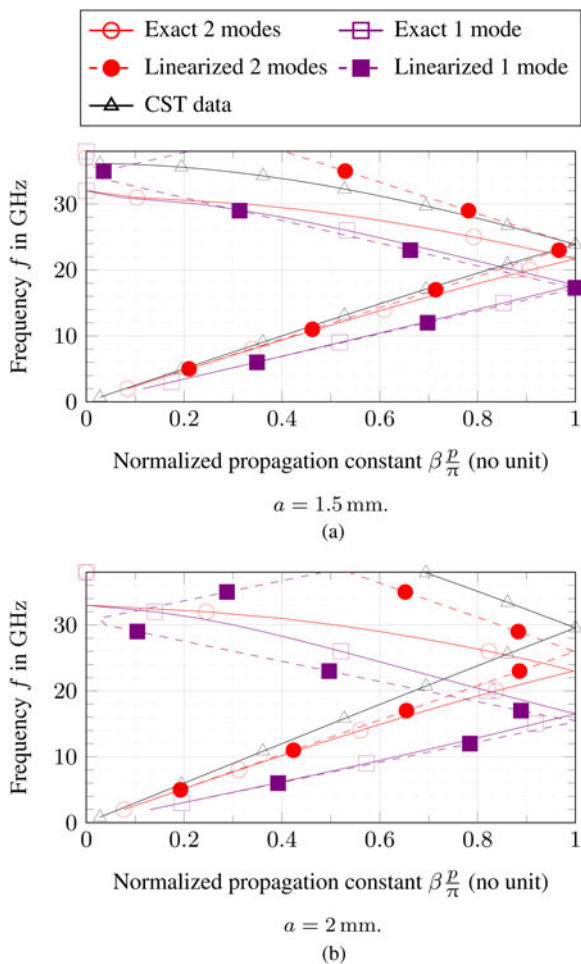 Exact 2 modes Exact 1 mode
Linearized 2 modes Linearized 1 mode
CST data
Frequency f in GHz
30
20
10
0
0 0.2 0.4 0.6 0.8 1
Normalized propagation constant β p/π (no unit)
a = 1.5 mm.
(a)
Frequency f in GHz
30
20
10
0
0 0.2 0.4 0.6 0.8 1
Normalized propagation constant β p/π (no unit)
a = 2 mm.
(b)